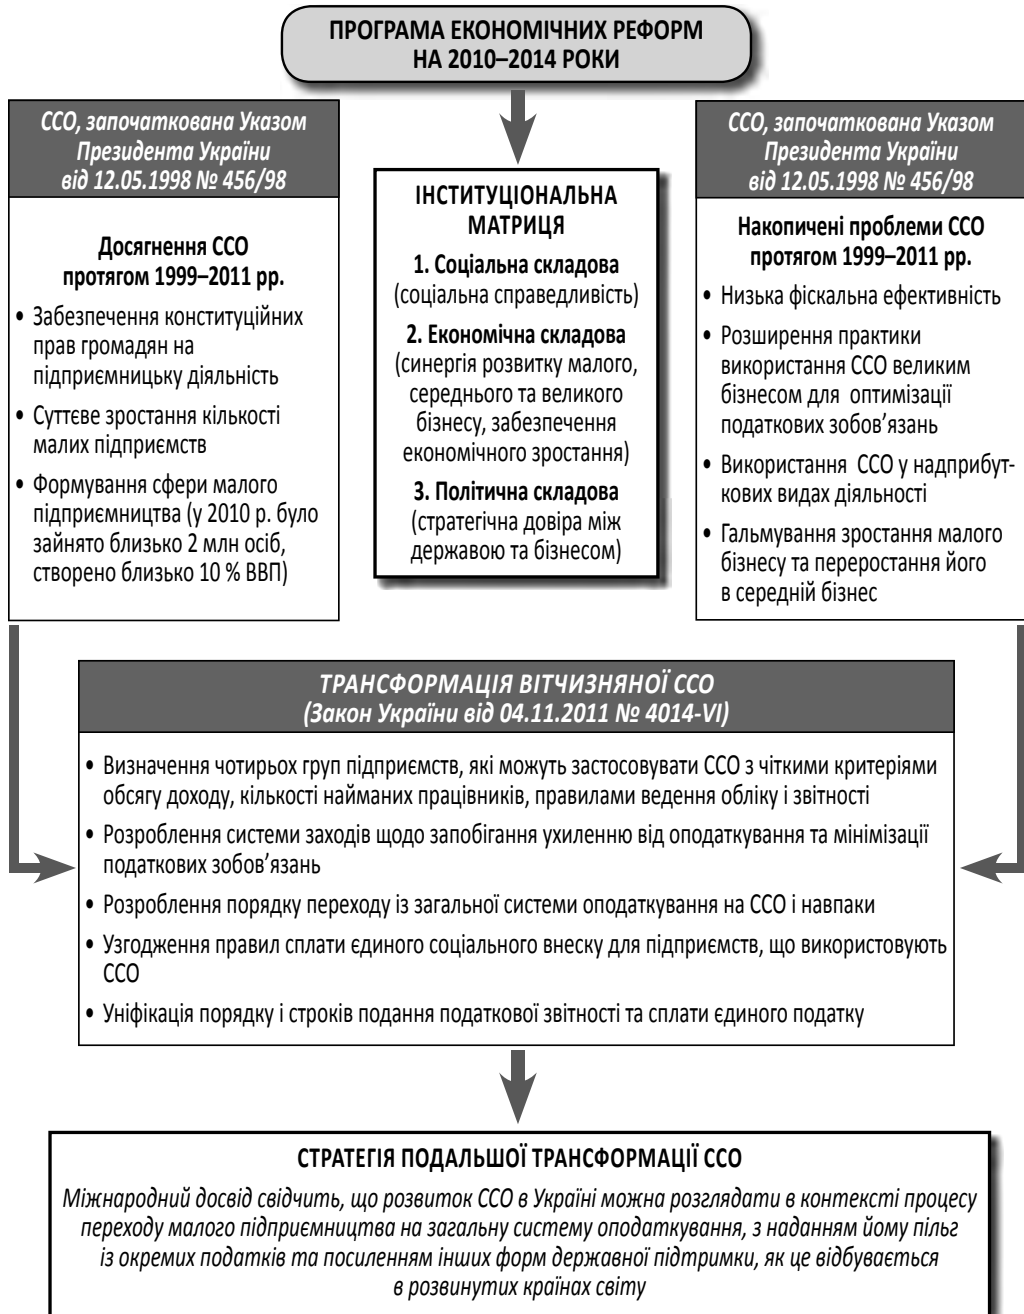 ПРОГРАМА ЕКОНОМІЧНИХ РЕФОРМ
НА 2010–2014 РОКИ
ССО, започаткована Указом
Президента України
від 12.05.1998 № 456/98
Досягнення ССО
протягом 1999–2011 рр.
• Забезпечення конституційних
прав громадян на
підприємницьку діяльність
• Суттєве зростання кількості
малих підприємств
• Формування сфери малого
підприємництва (у 2010 р. було
зайнято близько 2 млн осіб,
створено близько 10 % ВВП)
ІНСТИТУЦІОНАЛЬНА
МАТРИЦЯ
1. Соціальна складова
(соціальна справедливість)
2. Економічна складова
(синергія розвитку малого,
середнього та великого
бізнесу, забезпечення
економічного зростання)
3. Політична складова
(стратегічна довіра між
державою та бізнесом)
ССО, започаткована Указом
Президента України
від 12.05.1998 № 456/98
Накопичені проблеми ССО
протягом 1999–2011 рр.
• Низька фіскальна ефективність
• Розширення практики
використання ССО великим
бізнесом для оптимізації
податкових зобов’язань
• Використання ССО у надприбут-
кових видах діяльності
• Гальмування зростання малого
бізнесу та переростання його
в середній бізнес
ТРАНСФОРМАЦІЯ ВІТЧИЗНЯНОЇ ССО
(Закон України від 04.11.2011 № 4014-VI)
• Визначення чотирьох груп підприємств, які можуть застосовувати ССО з чіткими критеріями
обсягу доходу, кількості найманих працівників, правилами ведення обліку і звітності
• Розроблення системи заходів щодо запобігання ухиленню від оподаткування та мінімізації
податкових зобов’язань
• Розроблення порядку переходу із загальної системи оподаткування на ССО і навпаки
• Узгодження правил сплати єдиного соціального внеску для підприємств, що використовують
ССО
• Уніфікація порядку і строків подання податкової звітності та сплати єдиного податку
СТРАТЕГІЯ ПОДАЛЬШОЇ ТРАНСФОРМАЦІЇ ССО
Міжнародний досвід свідчить, що розвиток ССО в Україні можна розглядати в контексті процесу
переходу малого підприємництва на загальну систему оподаткування, з наданням йому пільг
із окремих податків та посиленням інших форм державної підтримки, як це відбувається
в розвинутих країнах світу